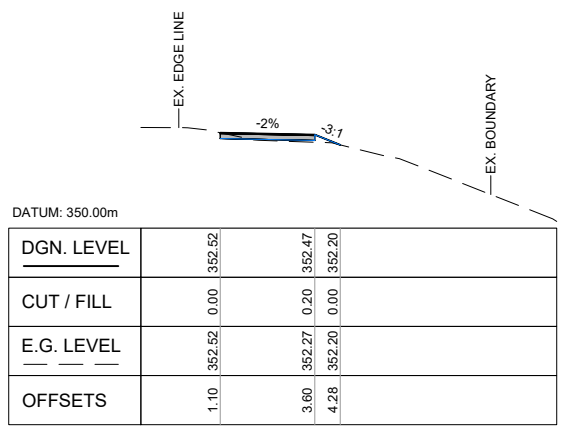 EX. EDGE LINE
-2%
-3:1
EX. BOUNDARY
DATUM: 350.00m
DGN. LEVEL 352.52 352.47 352.20
CUT / FILL 0.00 0.20 0.00
E.G. LEVEL 352.52 352.27 352.20
OFFSETS 1.10 3.60 4.28